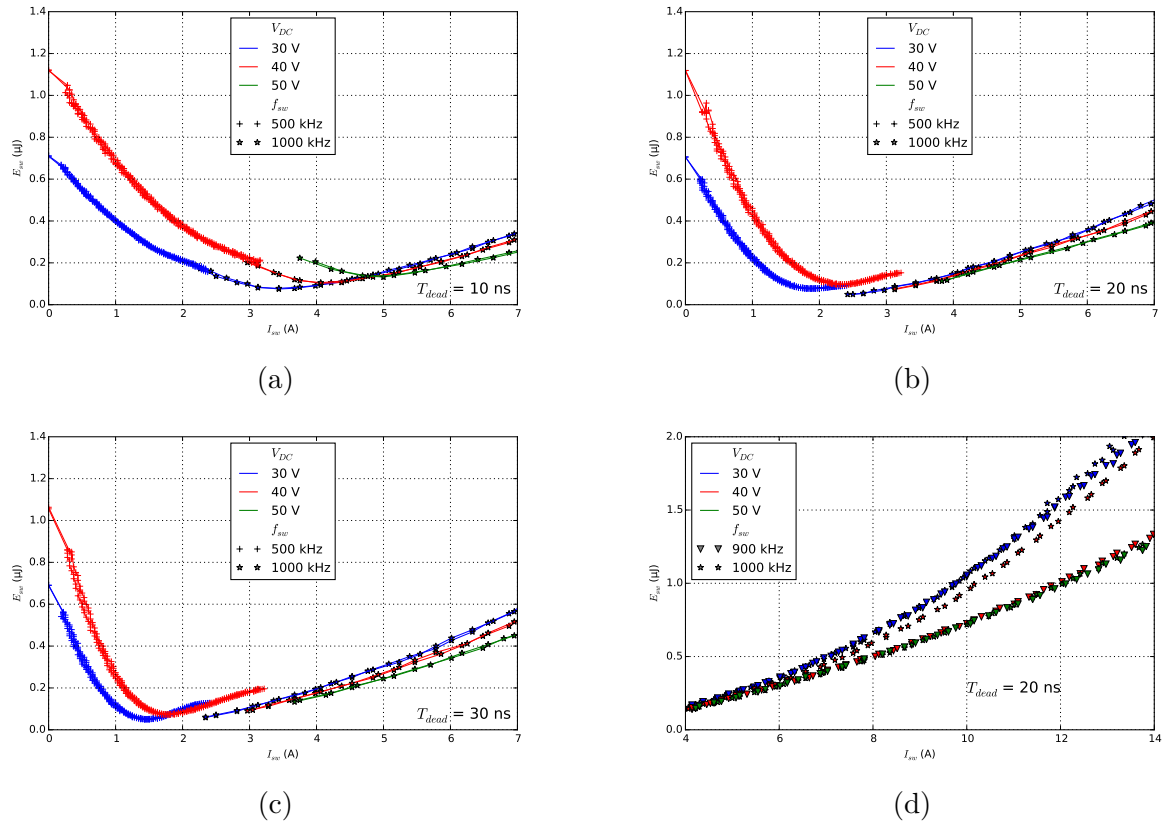 1.4
1.2
1.0
0.8
0.6
0.4
0.2
0.0
E_sw (µJ)
V_DC
30 V
40 V
50 V
f_sw
500 kHz
1000 kHz
T_dead = 10 ns
0 1 2 3 4 5 6 7
I_sw (A)
(a)
1.4
1.2
1.0
0.8
0.6
0.4
0.2
0.0
E_sw (µJ)
V_DC
30 V
40 V
50 V
f_sw
500 kHz
1000 kHz
T_dead = 20 ns
0 1 2 3 4 5 6 7
I_sw (A)
(b)
1.4
1.2
1.0
0.8
0.6
0.4
0.2
0.0
E_sw (µJ)
V_DC
30 V
40 V
50 V
f_sw
500 kHz
1000 kHz
T_dead = 30 ns
0 1 2 3 4 5 6 7
I_sw (A)
(c)
2.0
1.5
1.0
0.5
0.0
E_sw (µJ)
V_DC
30 V
40 V
50 V
f_sw
900 kHz
1000 kHz
T_dead = 20 ns
4 6 8 10 12 14
I_sw (A)
(d)